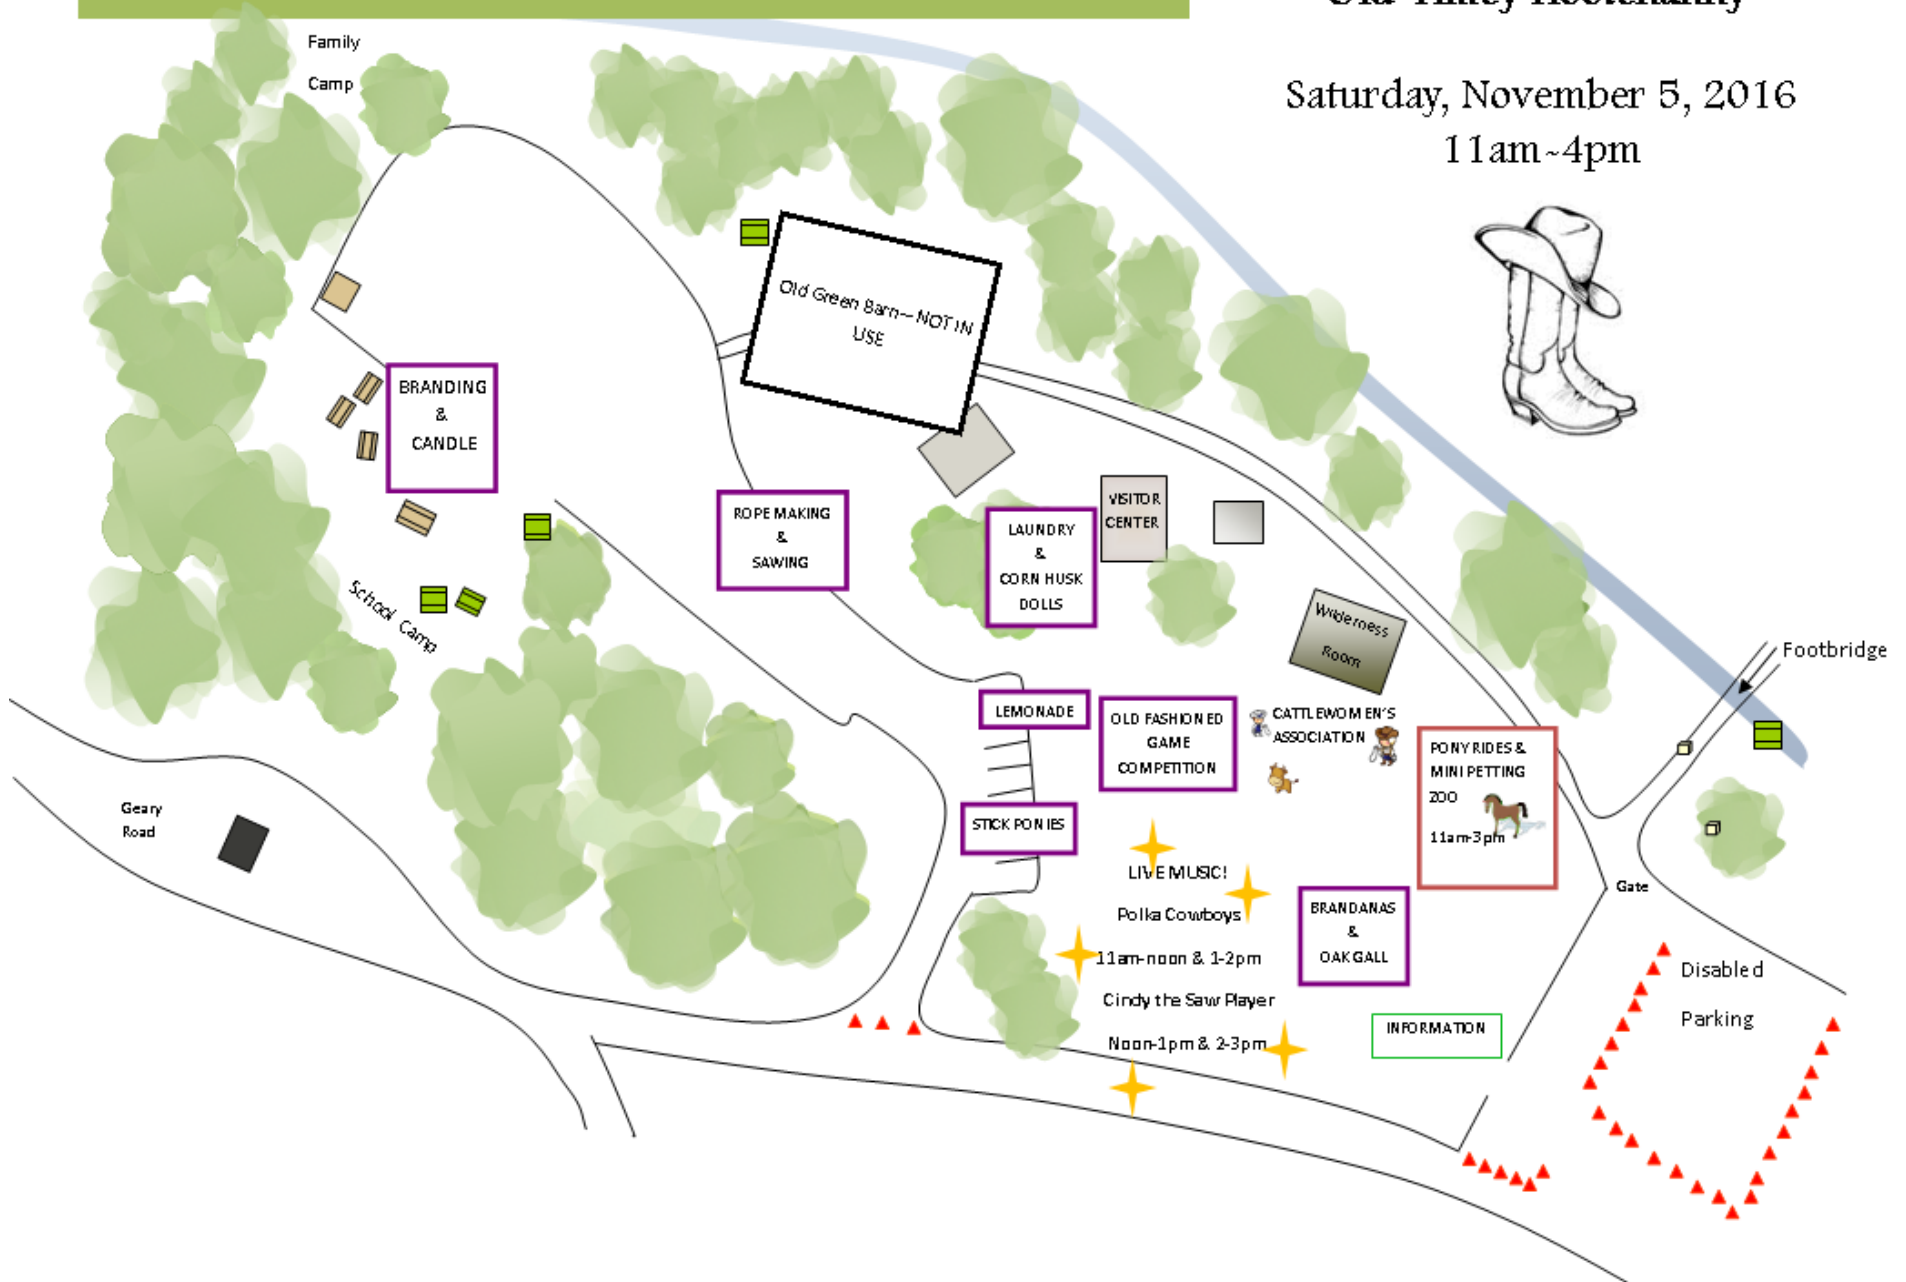 Old-Timey Hootenanny
Saturday, November 5, 2016
11am~4pm
Family
Camp
Old Green Barn—NOT IN
USE
BRANDING
&
CANDLE
ROPE MAKING
&
SAWING
LAUNDRY
&
CORN HUSK
DOLLS
VISITOR
CENTER
Wilderness
Room
School Camp
Footbridge
LEMONADE
OLD FASHIONED
GAME
COMPETITION
CATTLEWOMEN'S
ASSOCIATION
PONY RIDES &
MINI PETTING
ZOO
11am-3pm
Geary
Road
STICK PONIES
LIVE MUSIC!
Polka Cowboys
11am-noon & 1-2pm
Cindy the Saw Player
Noon-1pm & 2-3pm
BRANDANAS
&
OAK GALL
Gate
INFORMATION
Disabled
Parking